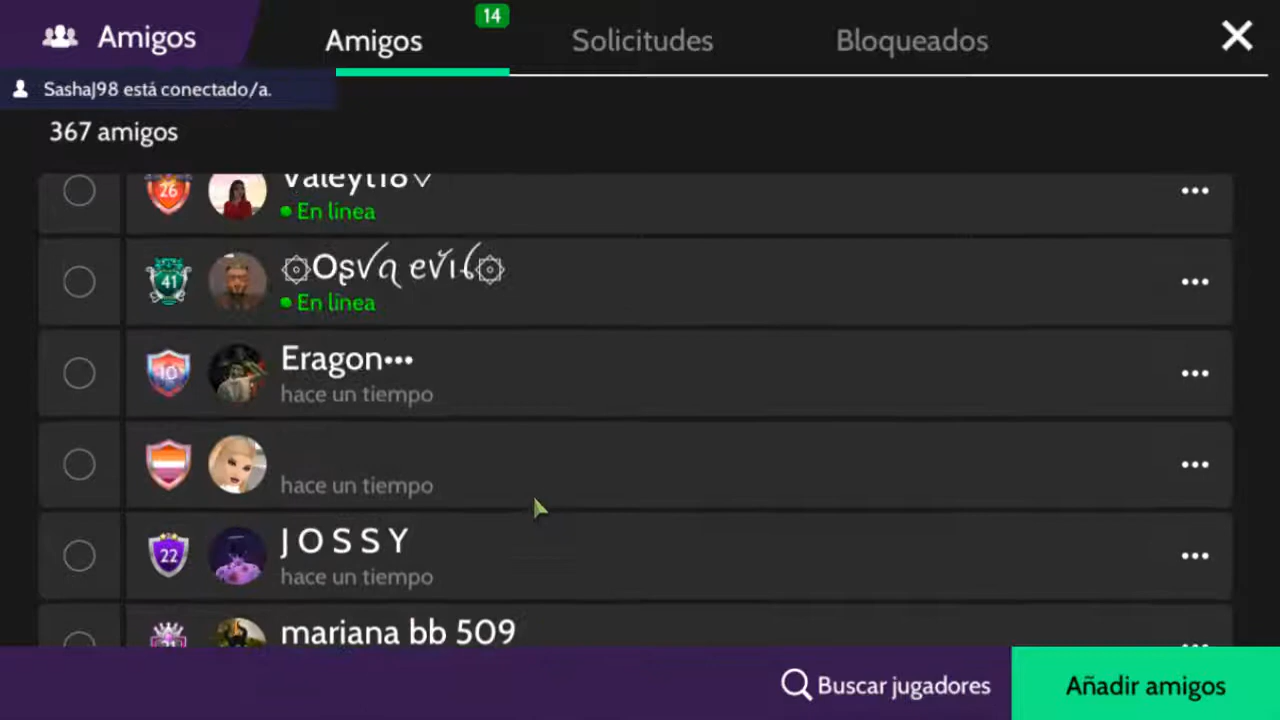 Amigos
Amigos
14
Solicitudes
Bloqueados
SashaJ98 está conectado/a.
367 amigos
26
Valeyt18♡
En línea
41
En línea
10
Eragon•••
hace un tiempo
hace un tiempo
22
J O S S Y
hace un tiempo
mariana bb 509
Buscar jugadores
Añadir amigos